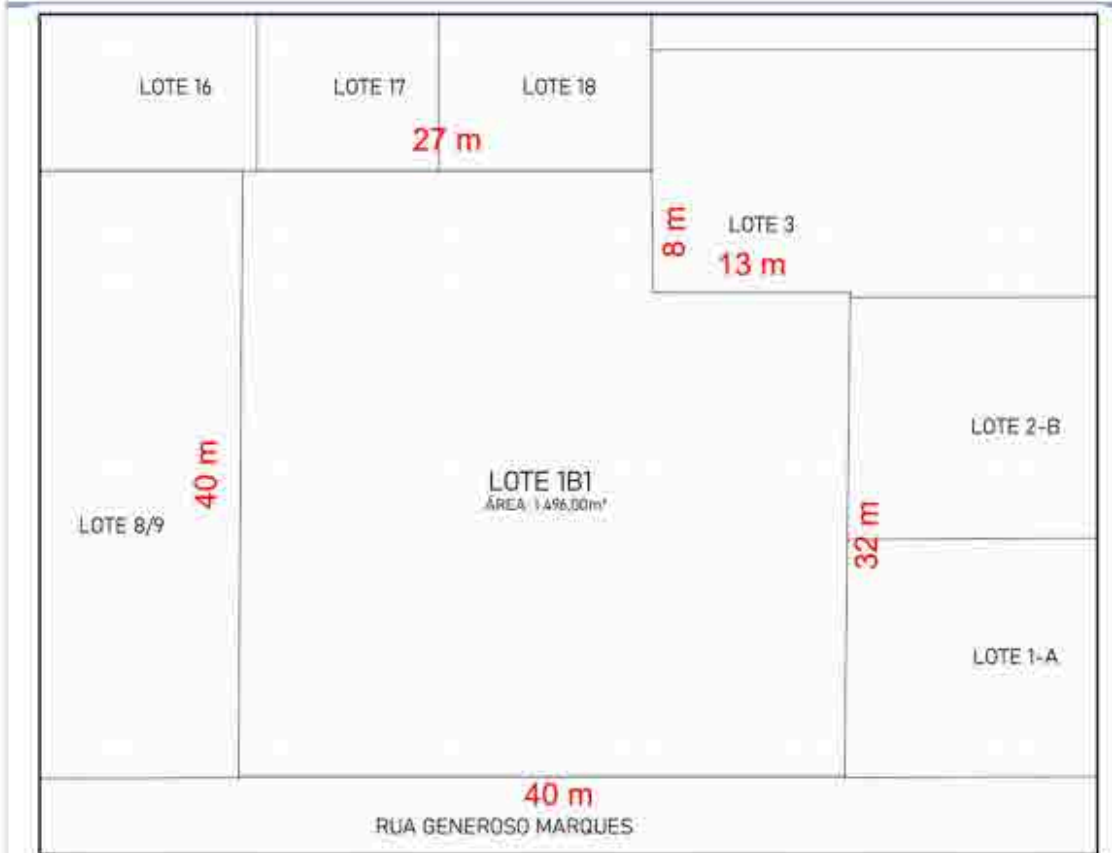 LOTE 16
LOTE 17
LOTE 18
27 m
8 m
LOTE 3
13 m
LOTE 2-B
40 m
LOTE 1B1
ÁREA: 1.496,00m²
LOTE 8/9
32 m
LOTE 1-A
40 m
RUA GENEROSO MARQUES